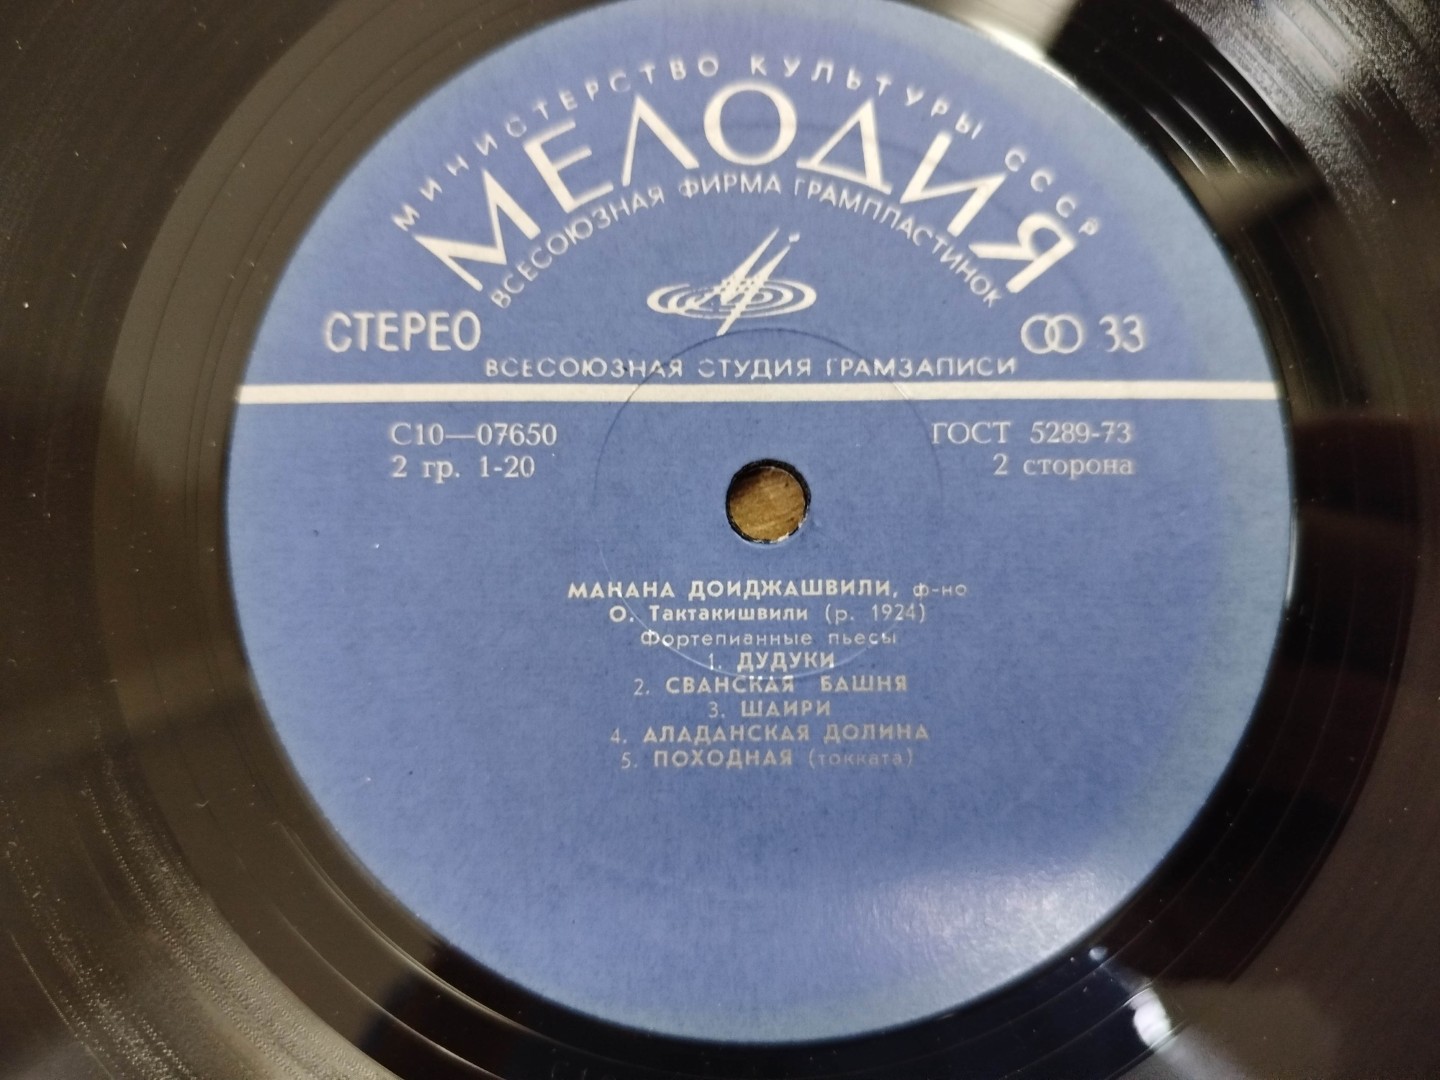 МИНИСТЕРСТВО КУЛЬТУРЫ СССР
МЕЛОДИЯ
ВСЕСОЮЗНАЯ ФИРМА ГРАМПЛАСТИНОК
СТЕРЕО
33
ВСЕСОЮЗНАЯ СТУДИЯ ГРАМЗАПИСИ
С10—07650
ГОСТ 5289-73
2 гр. 1-20
2 сторона
МАНАНА ДОИДЖАШВИЛИ, ф-но
О. Тактакишвили (р. 1924)
Фортепианные пьесы
1. ДУДУКИ
2. СВАНСКАЯ БАШНЯ
3. ШАИРИ
4. АЛАДАНСКАЯ ДОЛИНА
5. ПОХОДНАЯ (токката)